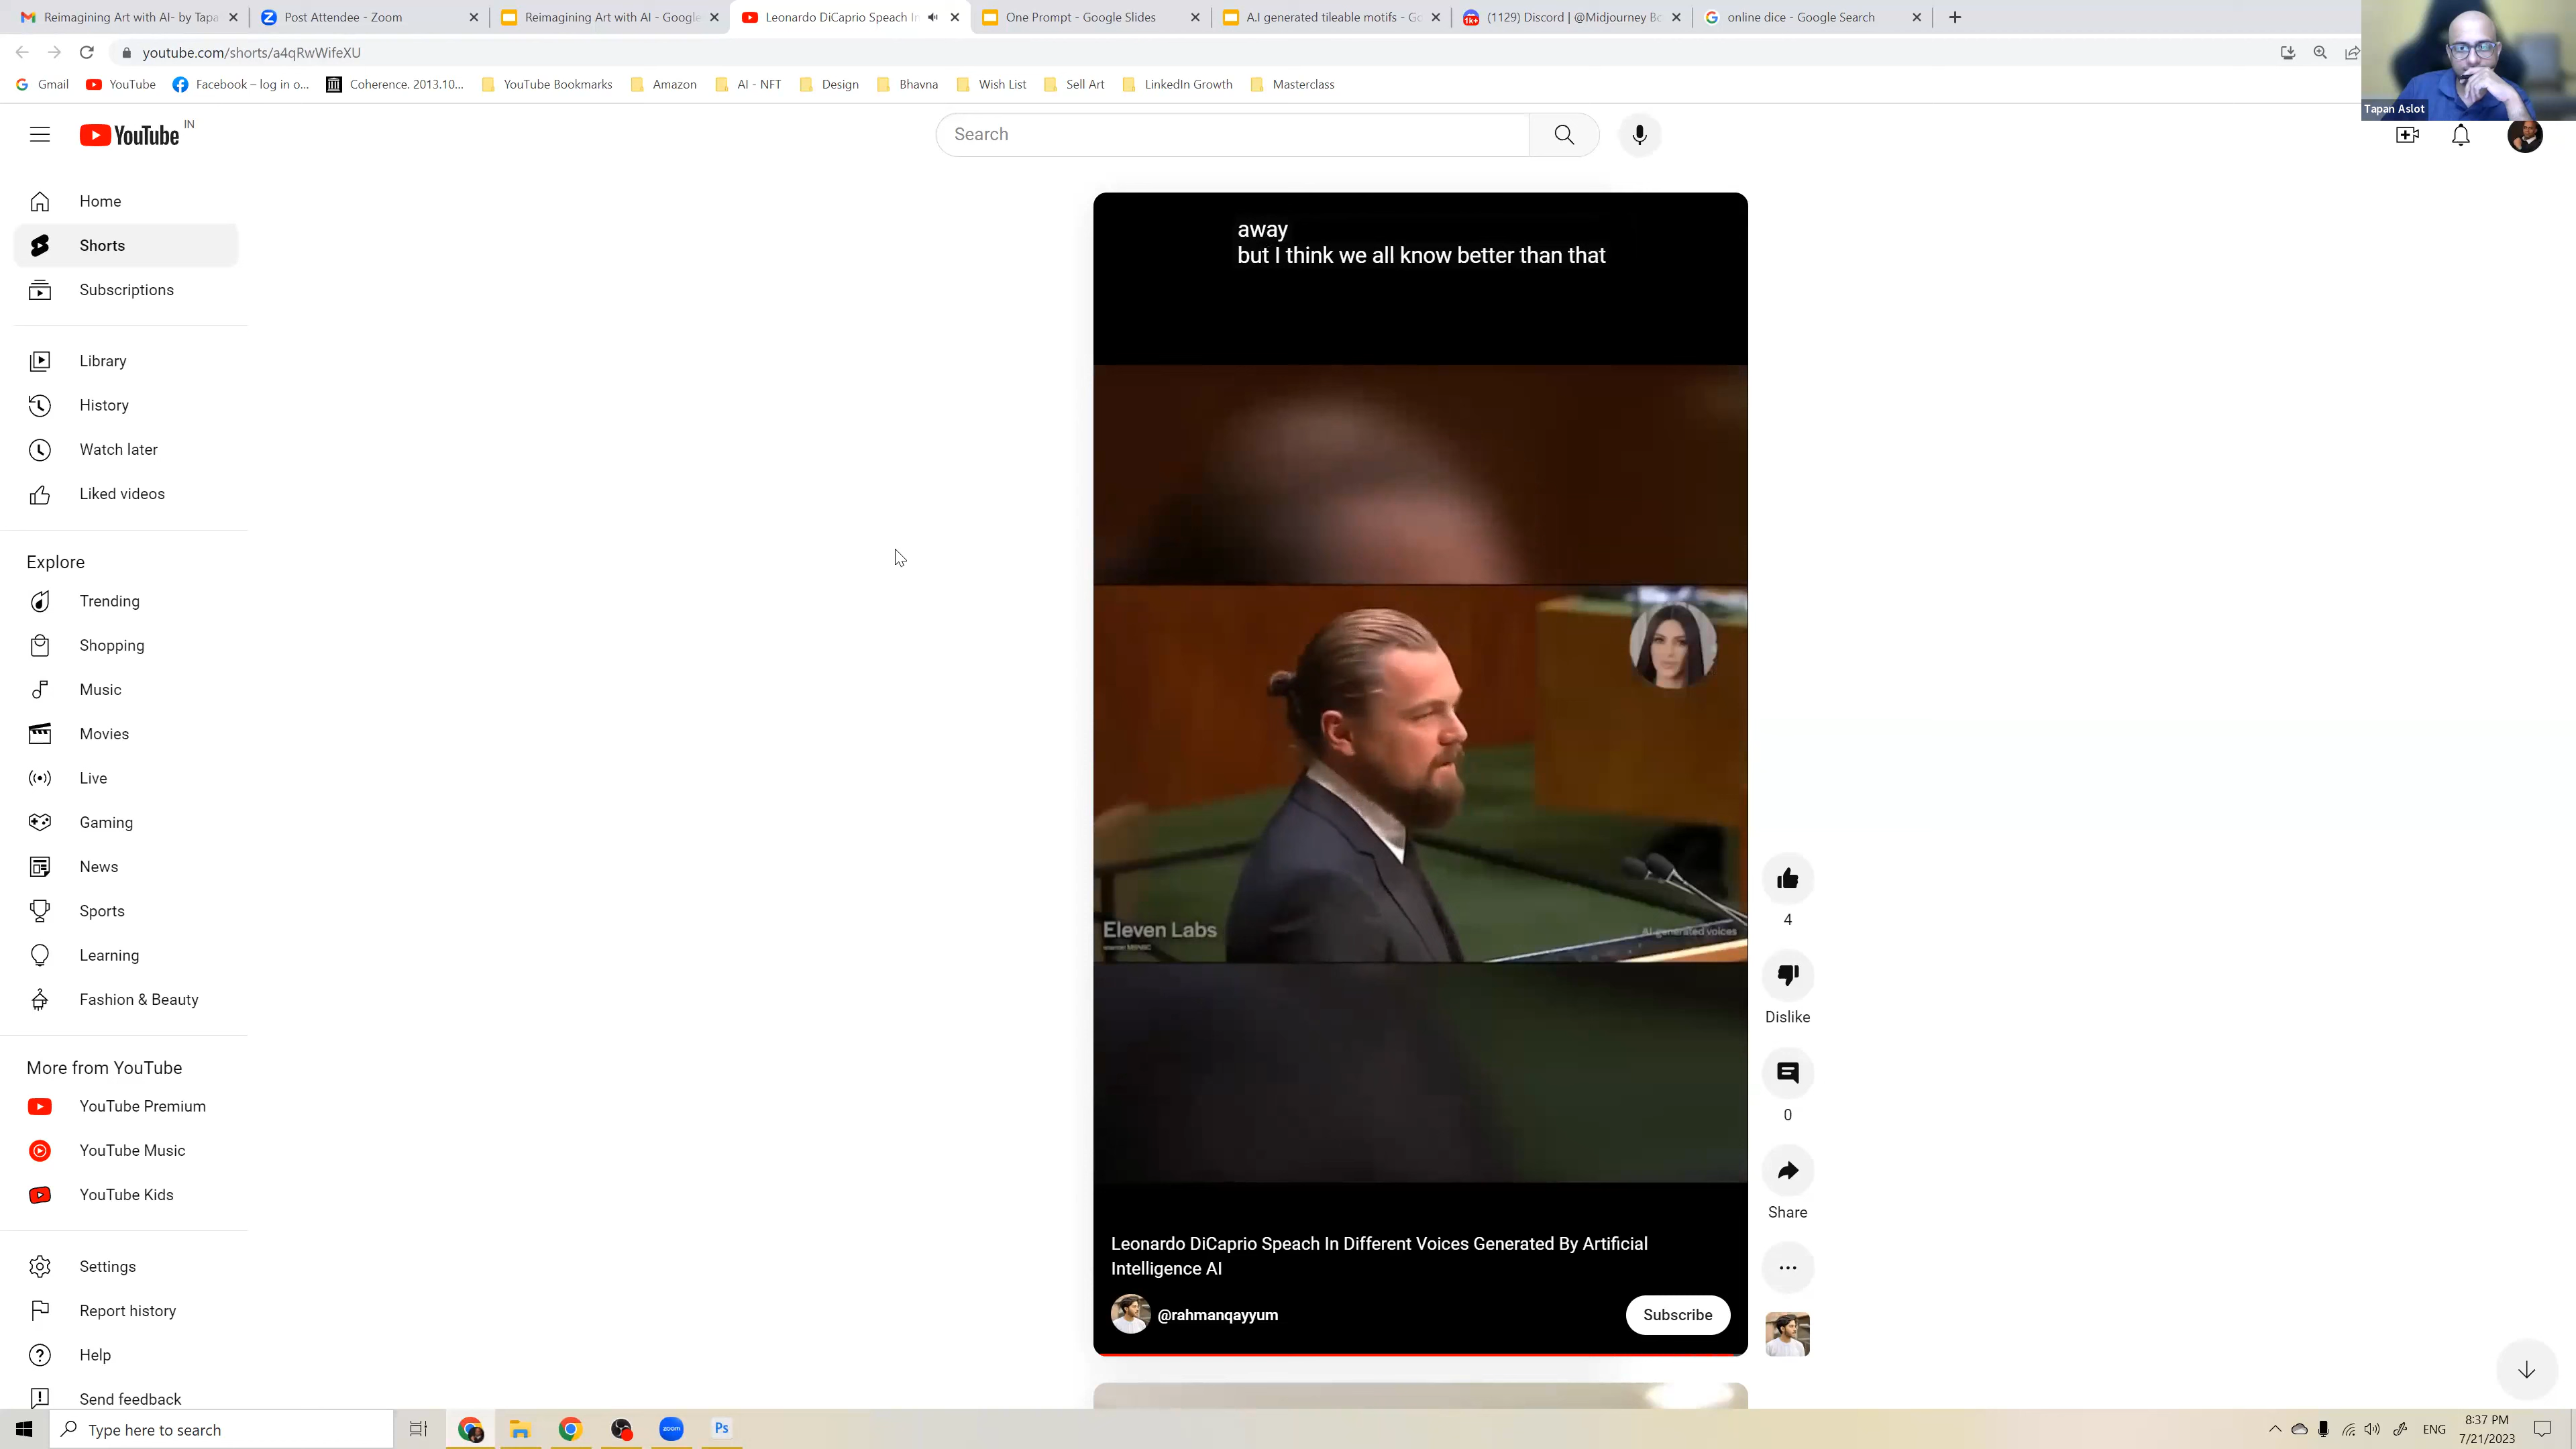 Reimagining Art with AI- by Tapa
Post Attendee - Zoom
Reimagining Art with AI - Google
Leonardo DiCaprio Speach In
One Prompt - Google Slides
A.I generated tileable motifs - Go
(1129) Discord | @Midjourney Bo
online dice - Google Search
youtube.com/shorts/a4qRwWifeXU
Gmail
YouTube
Facebook – log in o...
Coherence. 2013.10...
YouTube Bookmarks
Amazon
AI - NFT
Design
Bhavna
Wish List
Sell Art
LinkedIn Growth
Masterclass
Tapan Aslot
YouTube IN
Search
Home
Shorts
Subscriptions
Library
History
Watch later
Liked videos
Explore
Trending
Shopping
Music
Movies
Live
Gaming
News
Sports
Learning
Fashion & Beauty
More from YouTube
YouTube Premium
YouTube Music
YouTube Kids
Settings
Report history
Help
Send feedback
away
but I think we all know better than that
Eleven Labs
AI generated voices
4
Dislike
0
Share
Leonardo DiCaprio Speach In Different Voices Generated By Artificial
Intelligence AI
@rahmanqayyum
Subscribe
Type here to search
zoom
Ps
ENG
8:37 PM
7/21/2023